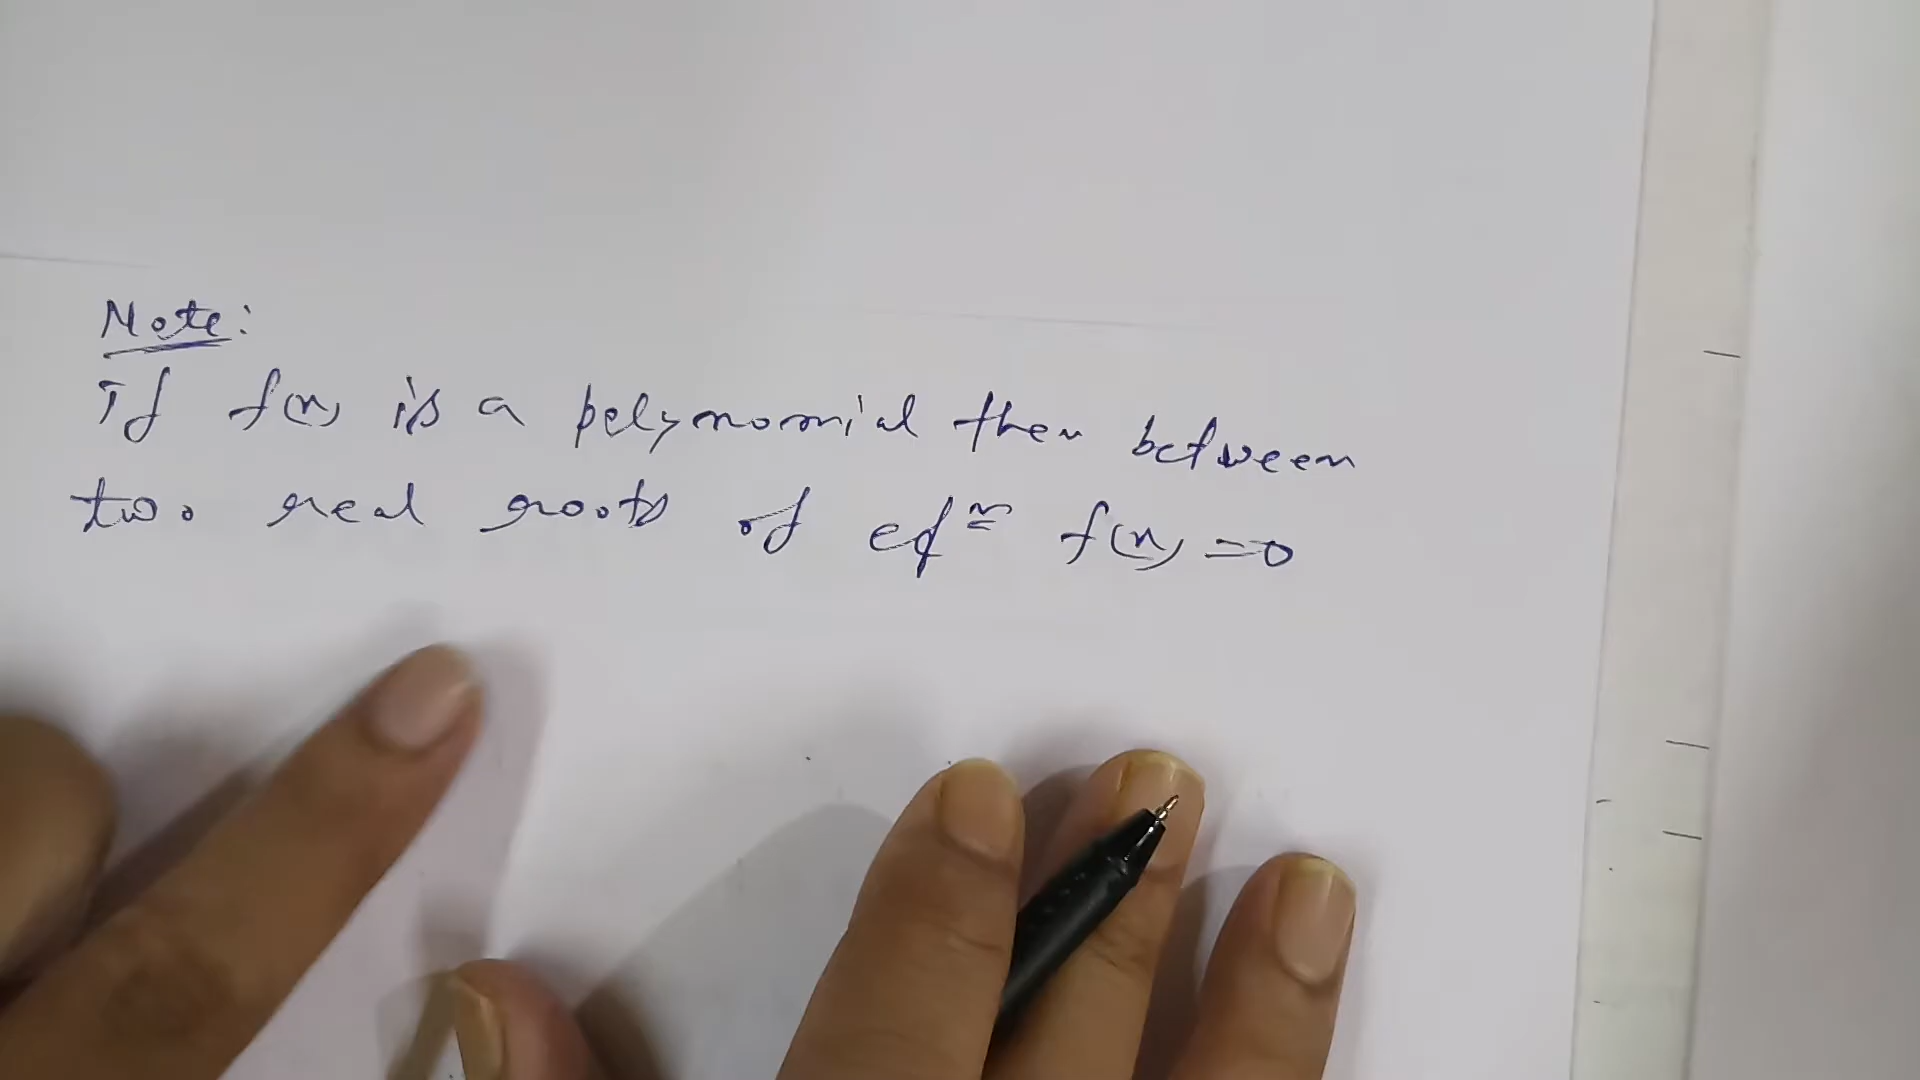 Note:
If f(x) is a polynomial then between
two real roots of eqⁿ f(x) = 0